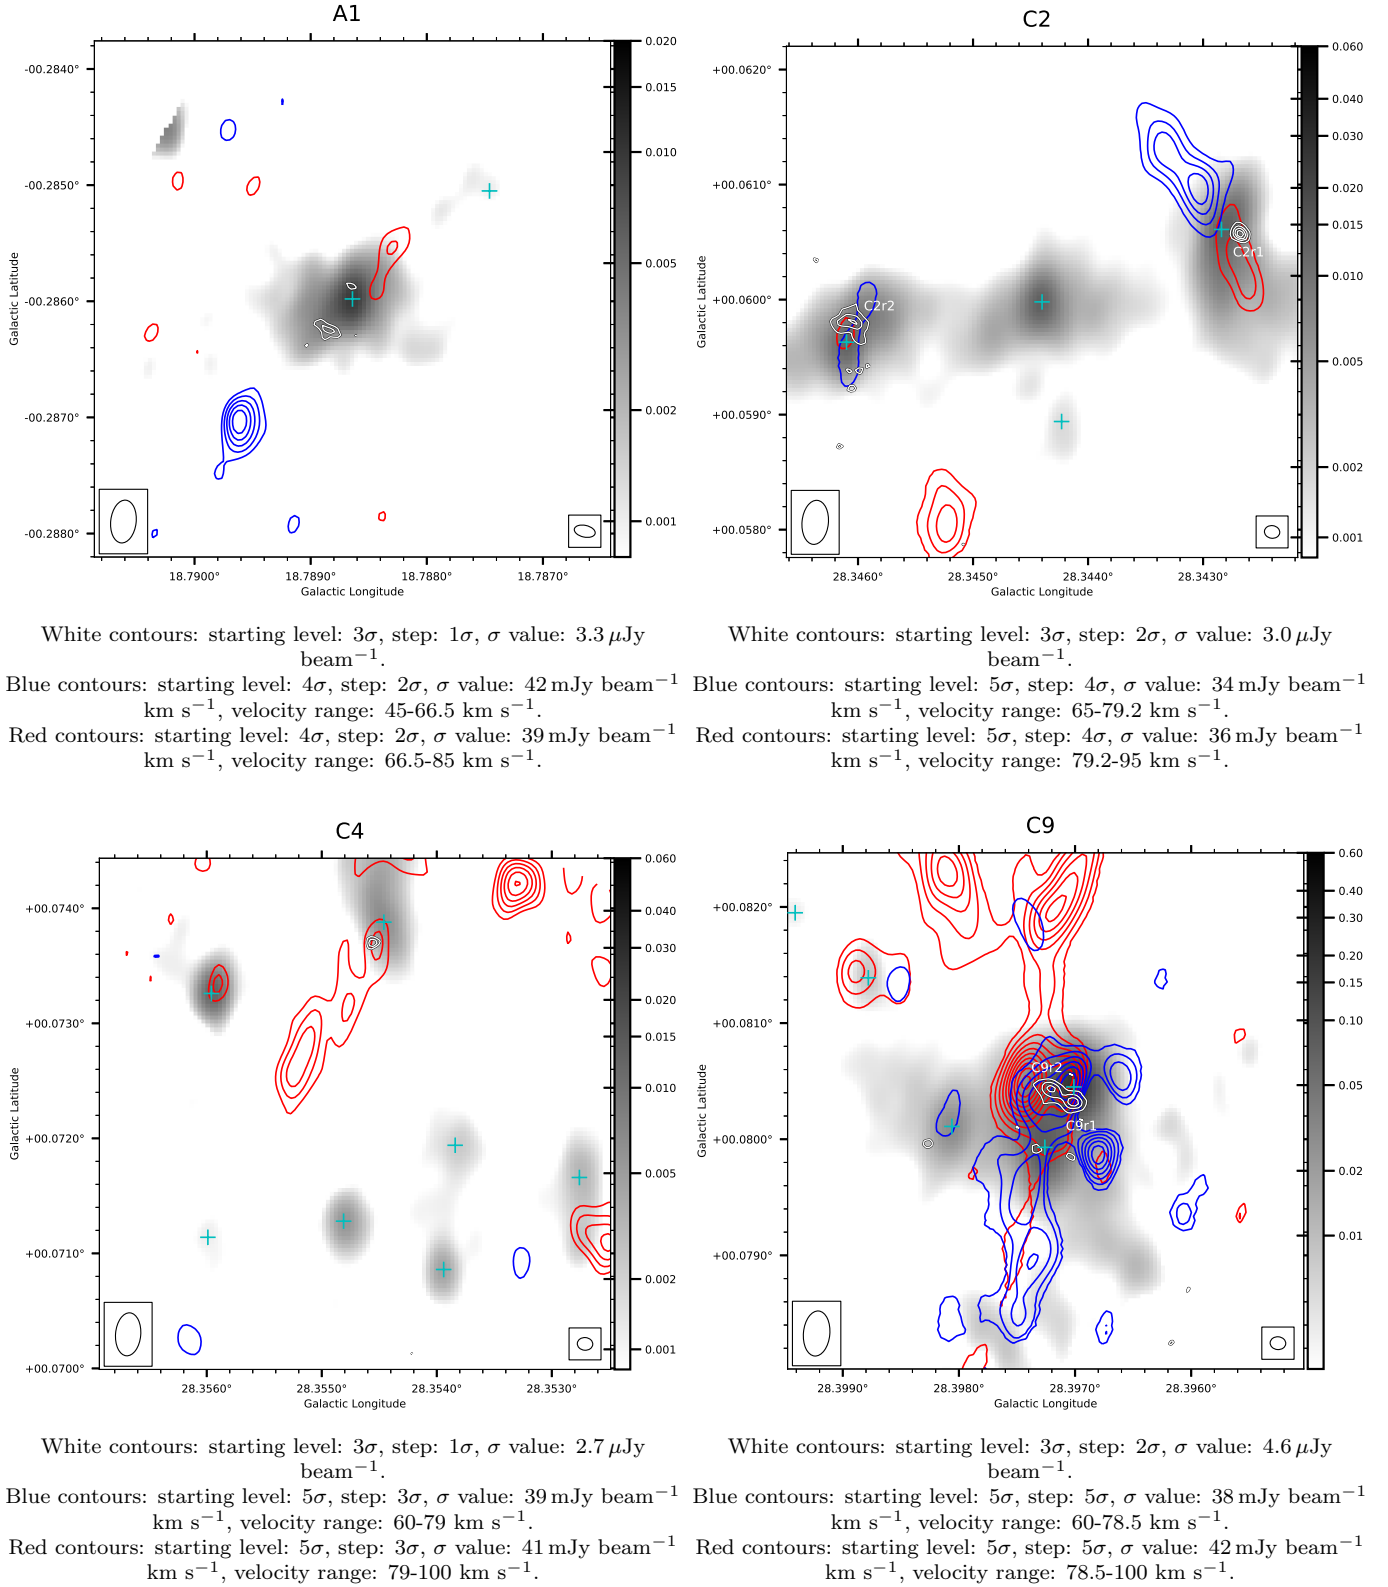 A1
-00.2840°
-00.2850°
-00.2860°
-00.2870°
-00.2880°
Galactic Latitude
18.7900° 18.7890° 18.7880° 18.7870°
Galactic Longitude
0.020
0.015
0.010
0.005
0.002
0.001
C2
+00.0620°
+00.0610°
+00.0600°
+00.0590°
+00.0580°
Galactic Latitude
C2r1
C2r2
28.3460° 28.3450° 28.3440° 28.3430°
Galactic Longitude
0.060
0.040
0.030
0.020
0.015
0.010
0.005
0.002
0.001
White contours: starting level: 3σ, step: 1σ, σ value: 3.3 μJy
beam−1.
Blue contours: starting level: 4σ, step: 2σ, σ value: 42 mJy beam−1
km s−1, velocity range: 45-66.5 km s−1.
Red contours: starting level: 4σ, step: 2σ, σ value: 39 mJy beam−1
km s−1, velocity range: 66.5-85 km s−1.
White contours: starting level: 3σ, step: 2σ, σ value: 3.0 μJy
beam−1.
Blue contours: starting level: 5σ, step: 4σ, σ value: 34 mJy beam−1
km s−1, velocity range: 65-79.2 km s−1.
Red contours: starting level: 5σ, step: 4σ, σ value: 36 mJy beam−1
km s−1, velocity range: 79.2-95 km s−1.
C4
+00.0740°
+00.0730°
+00.0720°
+00.0710°
+00.0700°
Galactic Latitude
28.3560° 28.3550° 28.3540° 28.3530°
Galactic Longitude
0.060
0.040
0.030
0.020
0.015
0.010
0.005
0.002
0.001
C9
+00.0820°
+00.0810°
+00.0800°
+00.0790°
Galactic Latitude
C9r2
C9r1
28.3990° 28.3980° 28.3970° 28.3960°
Galactic Longitude
0.60
0.40
0.30
0.20
0.15
0.10
0.05
0.02
0.01
White contours: starting level: 3σ, step: 1σ, σ value: 2.7 μJy
beam−1.
Blue contours: starting level: 5σ, step: 3σ, σ value: 39 mJy beam−1
km s−1, velocity range: 60-79 km s−1.
Red contours: starting level: 5σ, step: 3σ, σ value: 41 mJy beam−1
km s−1, velocity range: 79-100 km s−1.
White contours: starting level: 3σ, step: 2σ, σ value: 4.6 μJy
beam−1.
Blue contours: starting level: 5σ, step: 5σ, σ value: 38 mJy beam−1
km s−1, velocity range: 60-78.5 km s−1.
Red contours: starting level: 5σ, step: 5σ, σ value: 42 mJy beam−1
km s−1, velocity range: 78.5-100 km s−1.